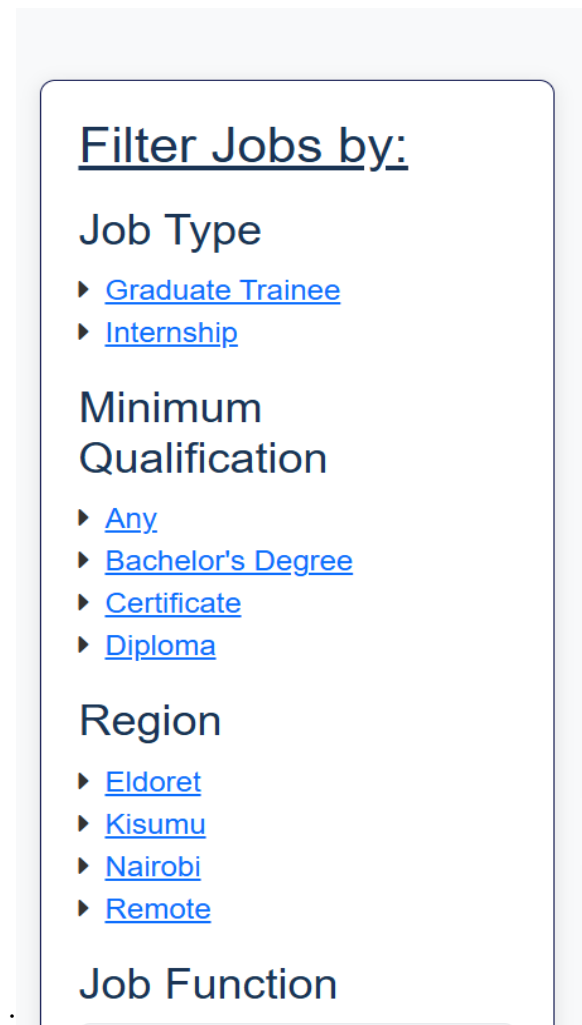 Filter Jobs by:
Job Type
Graduate Trainee
Internship
Minimum
Qualification
Any
Bachelor's Degree
Certificate
Diploma
Region
Eldoret
Kisumu
Nairobi
Remote
Job Function
.